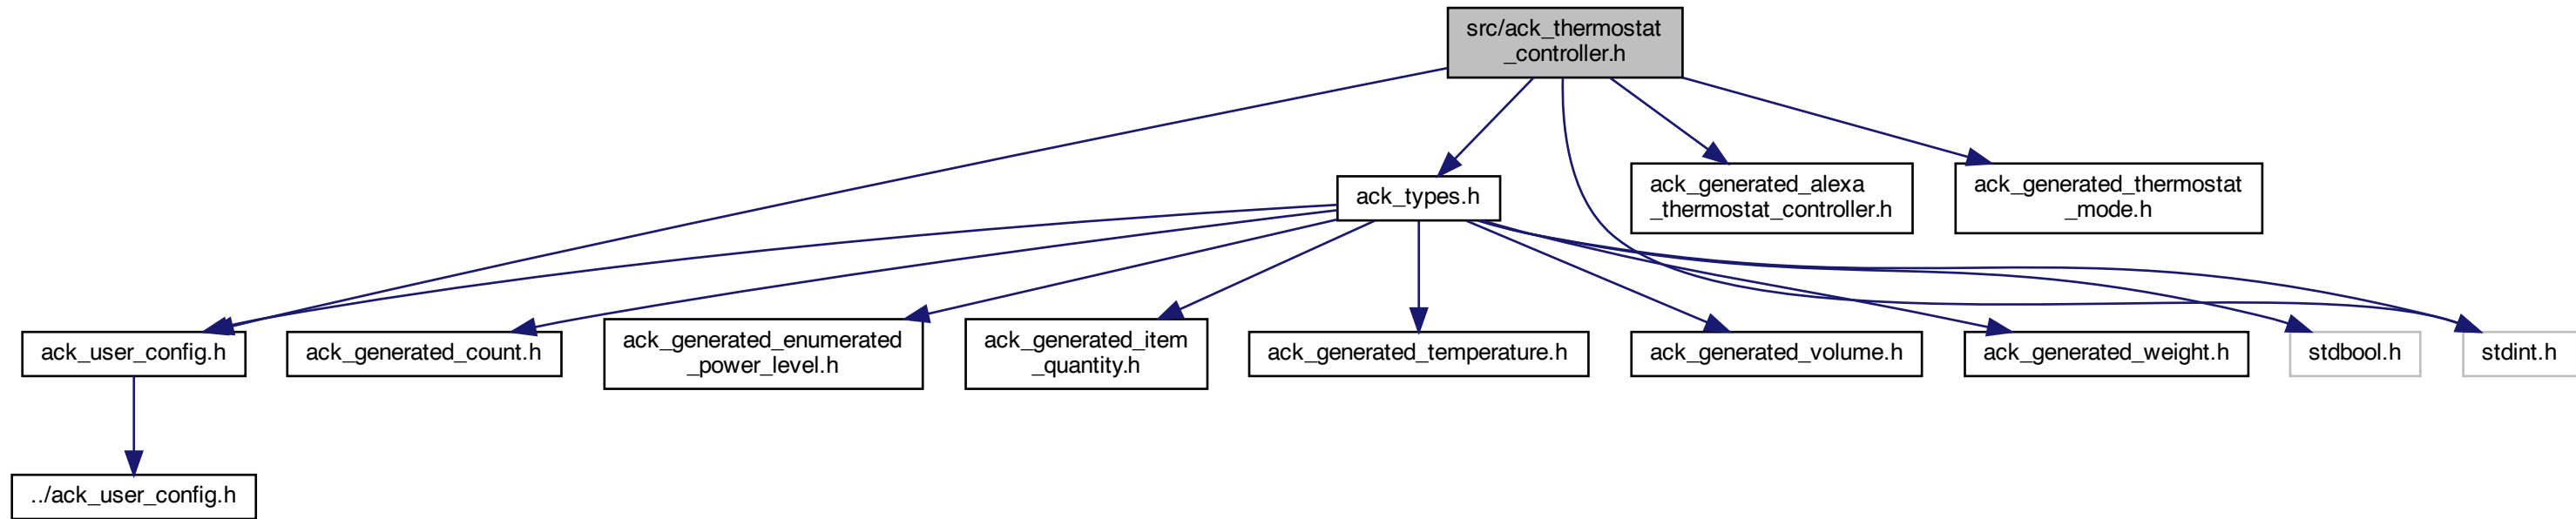 src/ack_thermostat
_controller.h
ack_types.h
ack_generated_alexa
_thermostat_controller.h
ack_generated_thermostat
_mode.h
ack_user_config.h
ack_generated_count.h
ack_generated_enumerated
_power_level.h
ack_generated_item
_quantity.h
ack_generated_temperature.h
ack_generated_volume.h
ack_generated_weight.h
stdbool.h
stdint.h
../ack_user_config.h